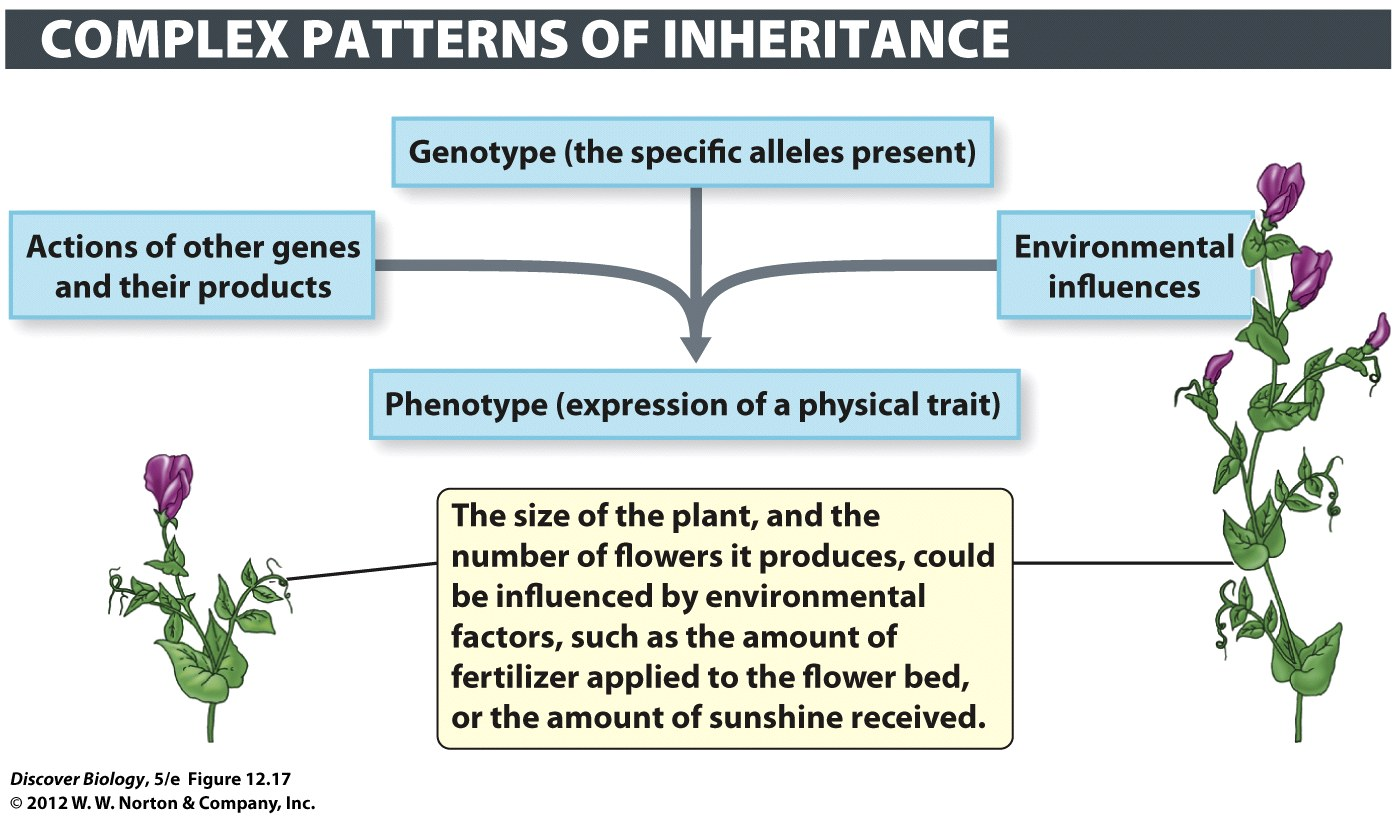 COMPLEX PATTERNS OF INHERITANCE
Genotype (the specific alleles present)
Actions of other genes
and their products
Environmental
influences
Phenotype (expression of a physical trait)
The size of the plant, and the
number of flowers it produces, could
be influenced by environmental
factors, such as the amount of
fertilizer applied to the flower bed,
or the amount of sunshine received.
Discover Biology, 5/e Figure 12.17
© 2012 W. W. Norton & Company, Inc.